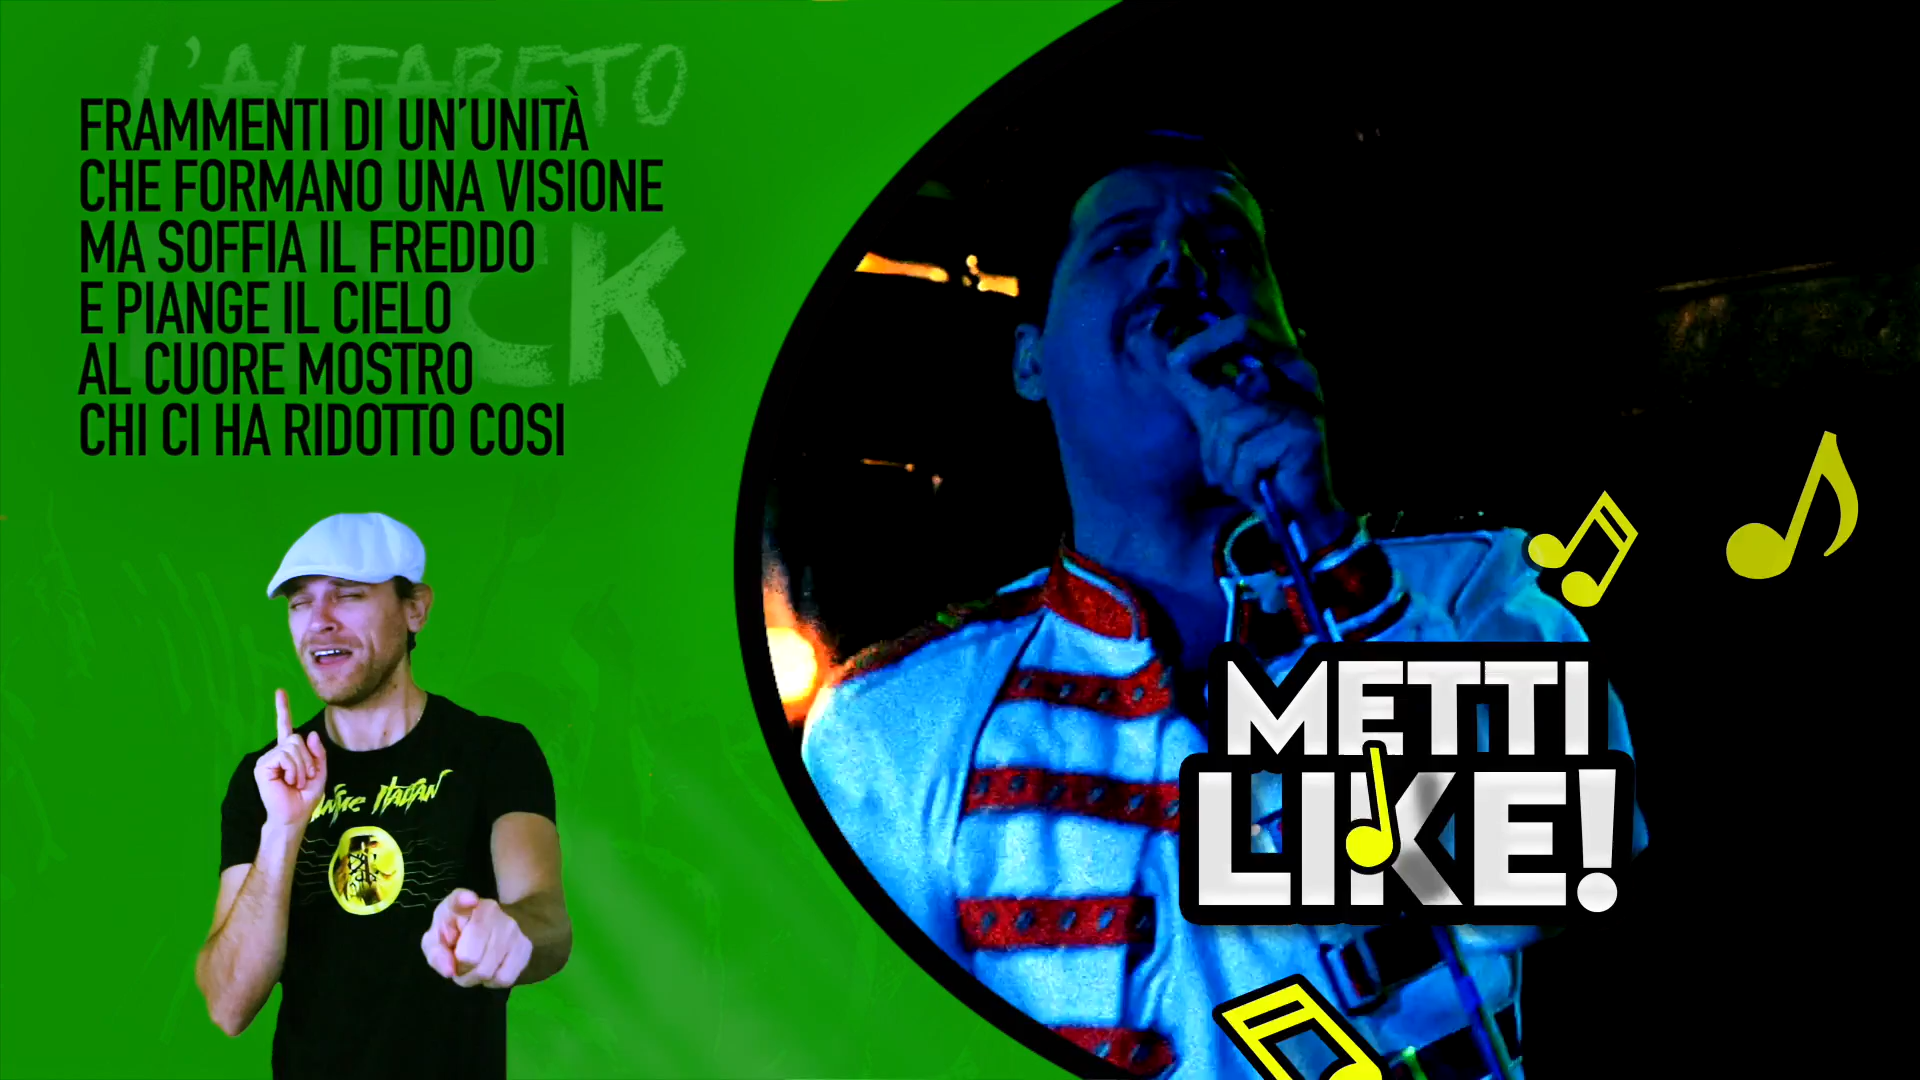 L'ALFABETO
FRAMMENTI DI UN'UNITÀ
CHE FORMANO UNA VISIONE
MA SOFFIA IL FREDDO
E PIANGE IL CIELO
AL CUORE MOSTRO
CHI CI HA RIDOTTO COSI
ITALIAN
METTI
LIKE!